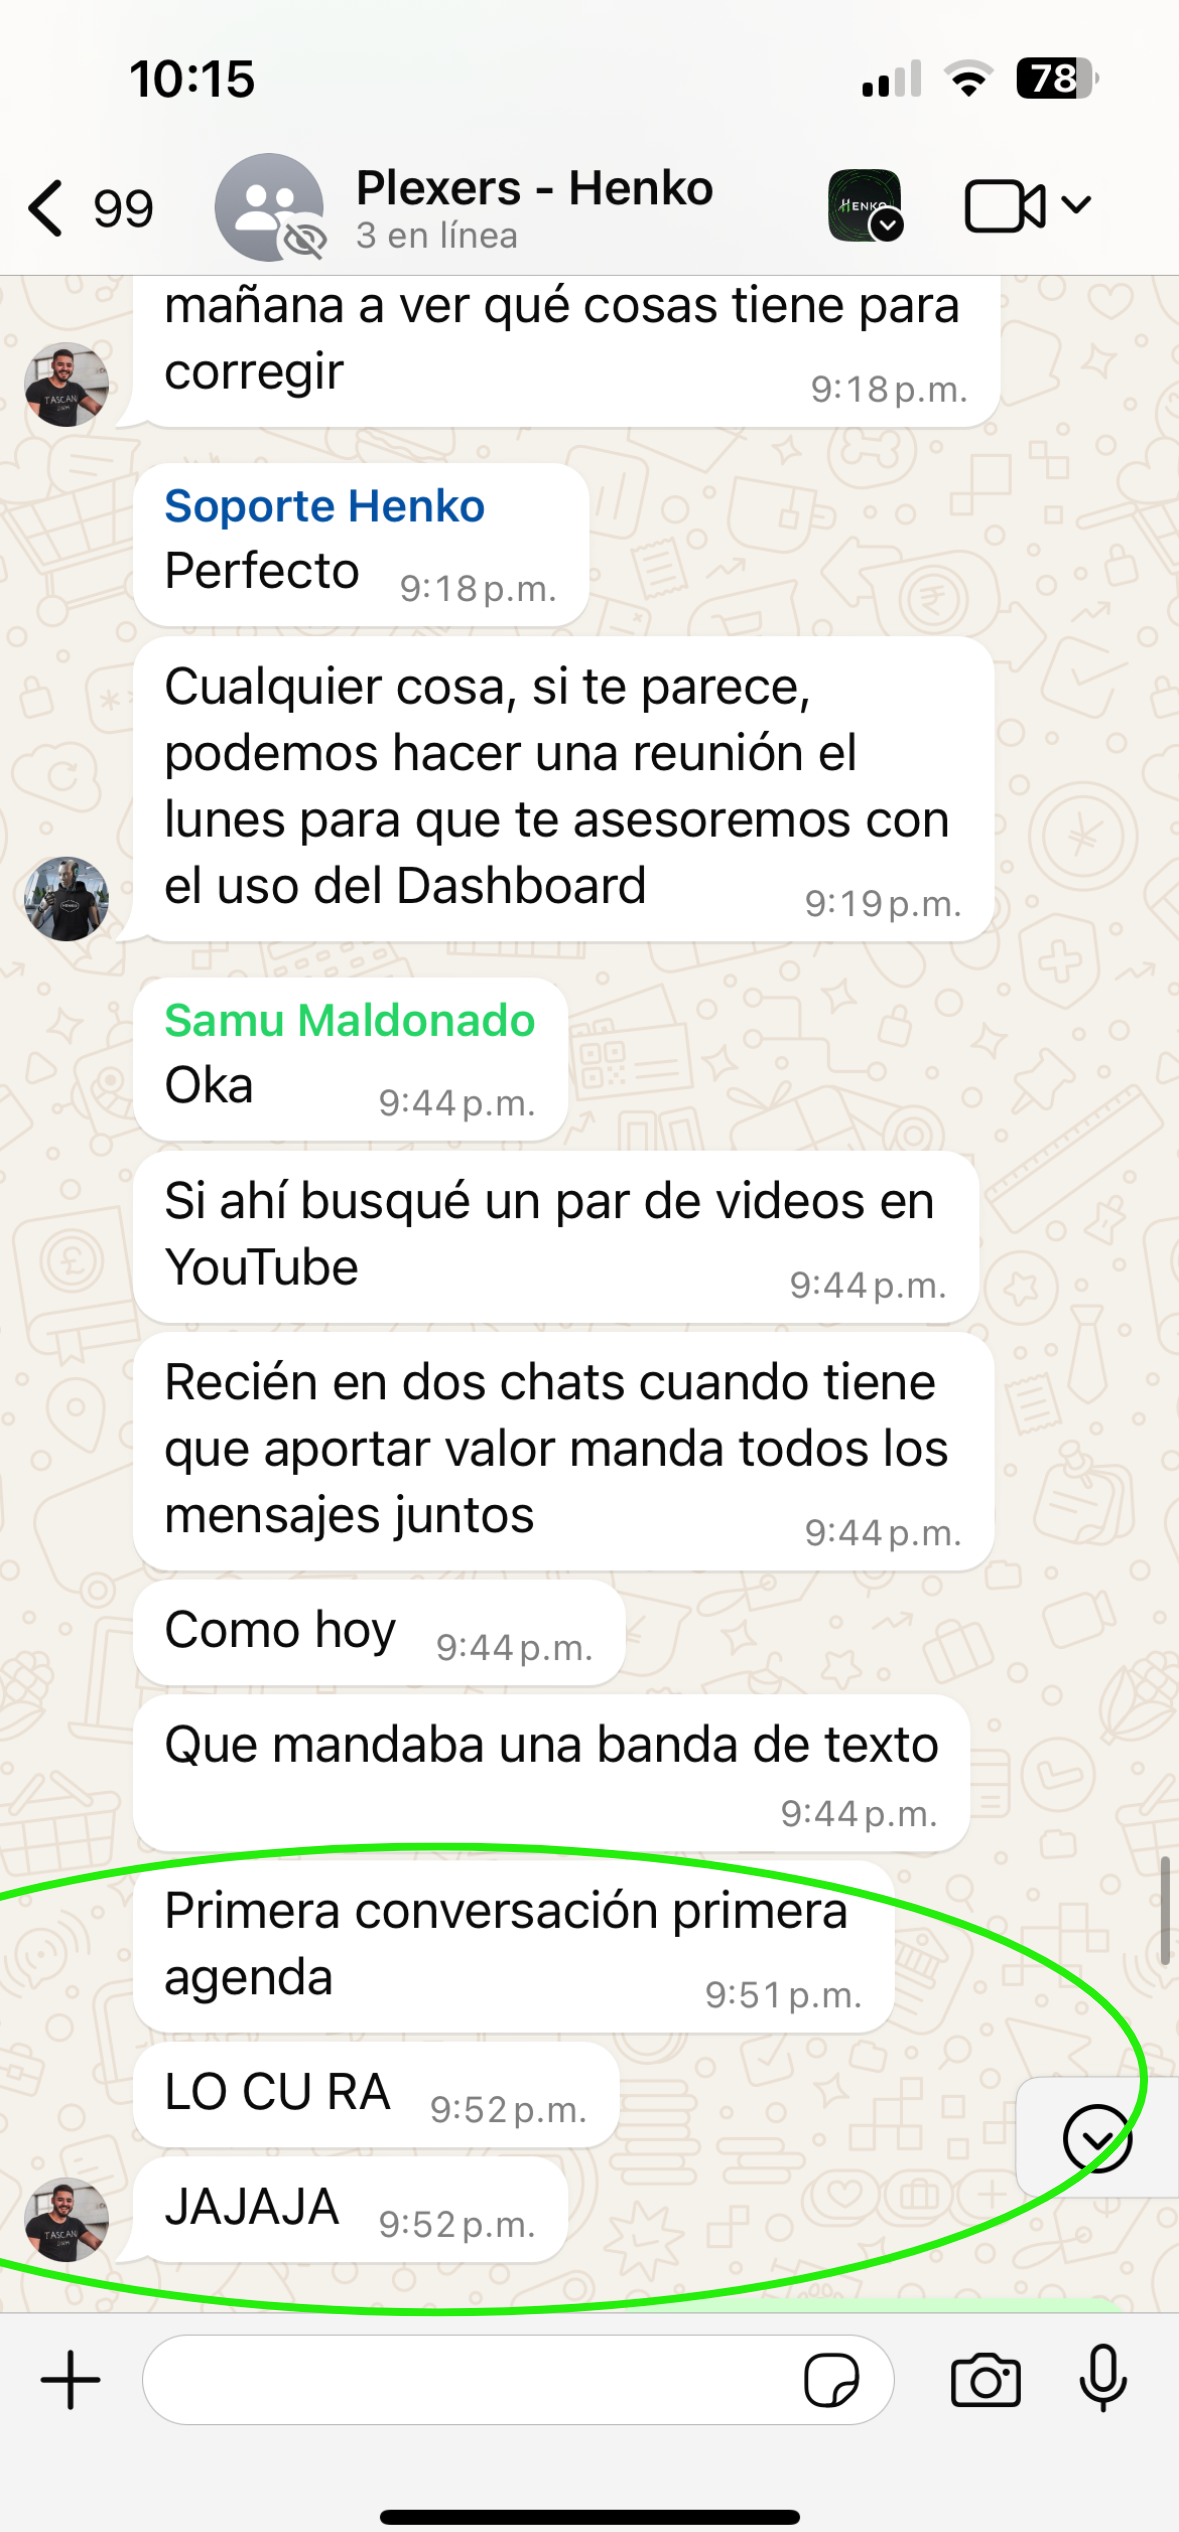 10:15
78
99
Plexers - Henko
3 en línea
HENKO
mañana a ver qué cosas tiene para
corregir
9:18 p.m.
TASCAN
Soporte Henko
Perfecto
9:18 p.m.
Cualquier cosa, si te parece,
podemos hacer una reunión el
lunes para que te asesoremos con
el uso del Dashboard
9:19 p.m.
Samu Maldonado
Oka
9:44 p.m.
Si ahí busqué un par de videos en
YouTube
9:44 p.m.
Recién en dos chats cuando tiene
que aportar valor manda todos los
mensajes juntos
9:44 p.m.
Como hoy
9:44 p.m.
Que mandaba una banda de texto
9:44 p.m.
Primera conversación primera
agenda
9:51 p.m.
LO CU RA
9:52 p.m.
JAJAJA
9:52 p.m.
TASCAN